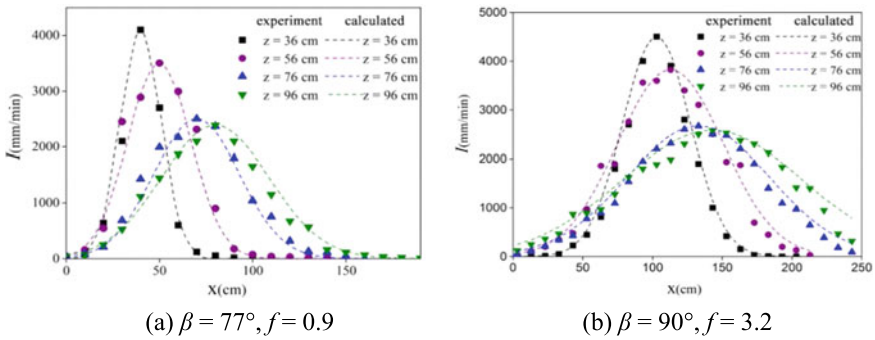 experiment calculated
z = 36 cm z = 36 cm
z = 56 cm z = 56 cm
z = 76 cm z = 76 cm
z = 96 cm z = 96 cm
4000
3000
2000
1000
0
I(mm/min)
0 50 100 150
x(cm)
(a) β = 77°, f = 0.9
experiment calculated
z = 36 cm z = 36 cm
z = 56 cm z = 56 cm
z = 76 cm z = 76 cm
z = 96 cm z = 96 cm
5000
4000
3000
2000
1000
0
I(mm/min)
0 50 100 150 200 250
x(cm)
(b) β = 90°, f = 3.2